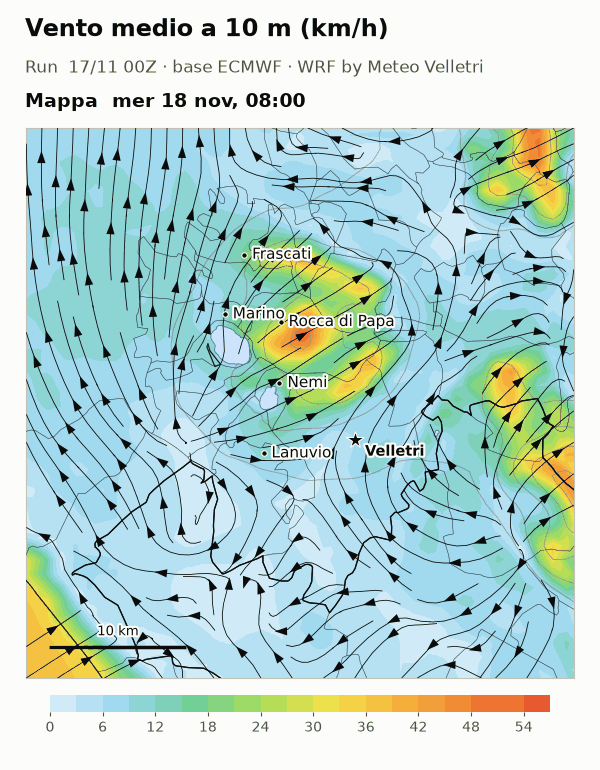 Vento medio a 10 m (km/h)
Run 17/11 00Z · base ECMWF · WRF by Meteo Velletri
Mappa mer 18 nov, 08:00
Frascati
Marino
Rocca di Papa
Nemi
Velletri
Lanuvio
10 km
0 6 12 18 24 30 36 42 48 54